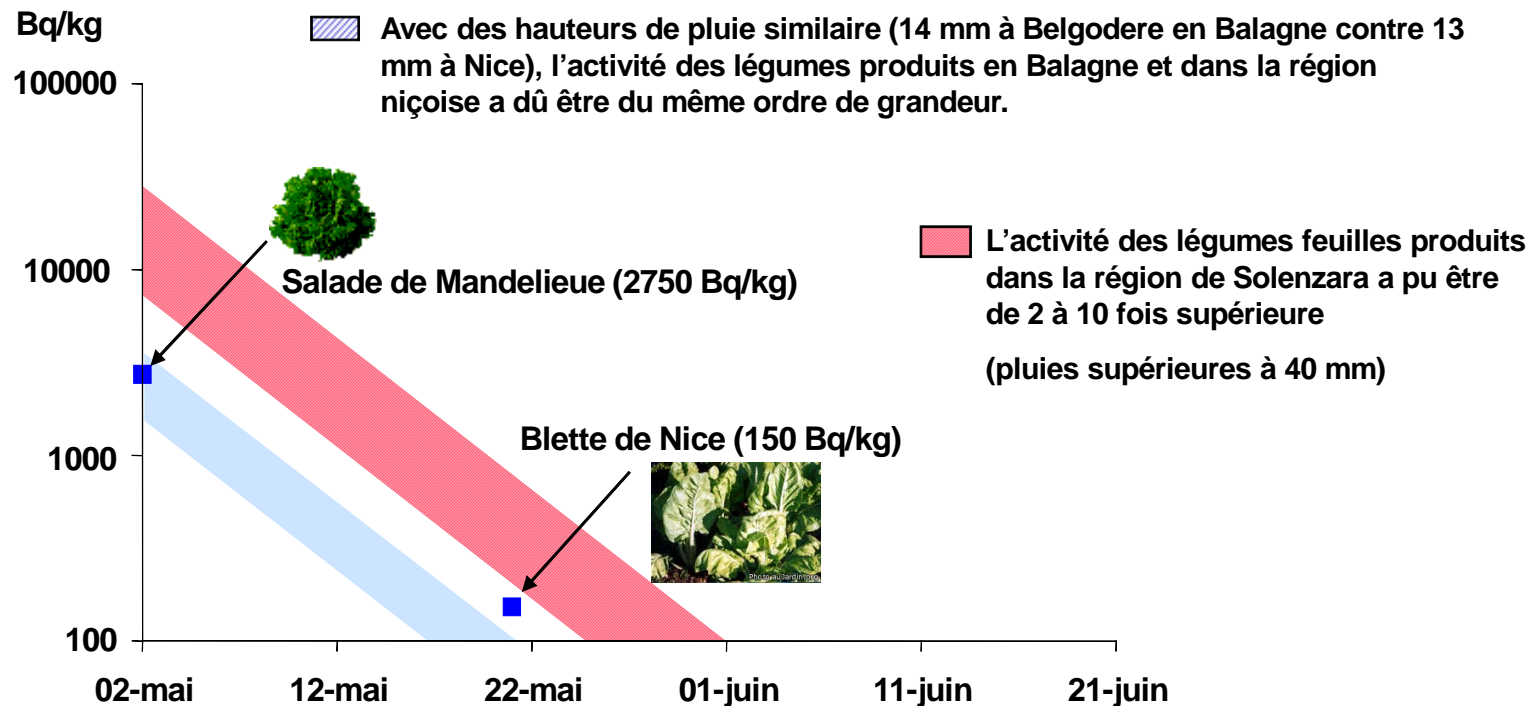 Bq/kg
Avec des hauteurs de pluie similaire (14 mm à Belgodere en Balagne contre 13
mm à Nice), l’activité des légumes produits en Balagne et dans la région
niçoise a dû être du même ordre de grandeur.
100000
10000
1000
100
Salade de Mandelieue (2750 Bq/kg)
L’activité des légumes feuilles produits
dans la région de Solenzara a pu être
de 2 à 10 fois supérieure
(pluies supérieures à 40 mm)
Blette de Nice (150 Bq/kg)
02-mai
12-mai
22-mai
01-juin
11-juin
21-juin